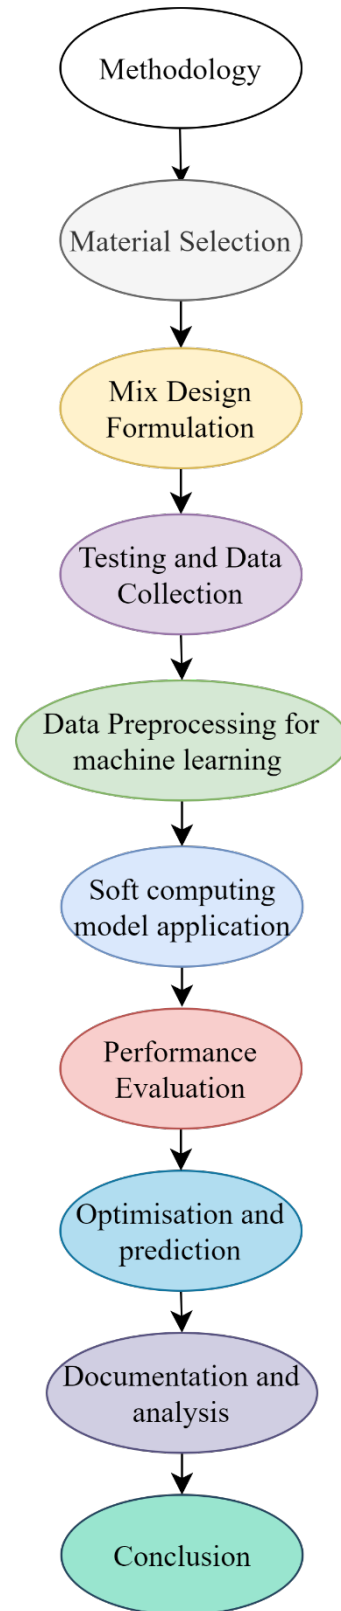 Methodology
Material Selection
Mix Design
Formulation
Testing and Data
Collection
Data Preprocessing for
machine learning
Soft computing
model application
Performance
Evaluation
Optimisation and
prediction
Documentation and
analysis
Conclusion